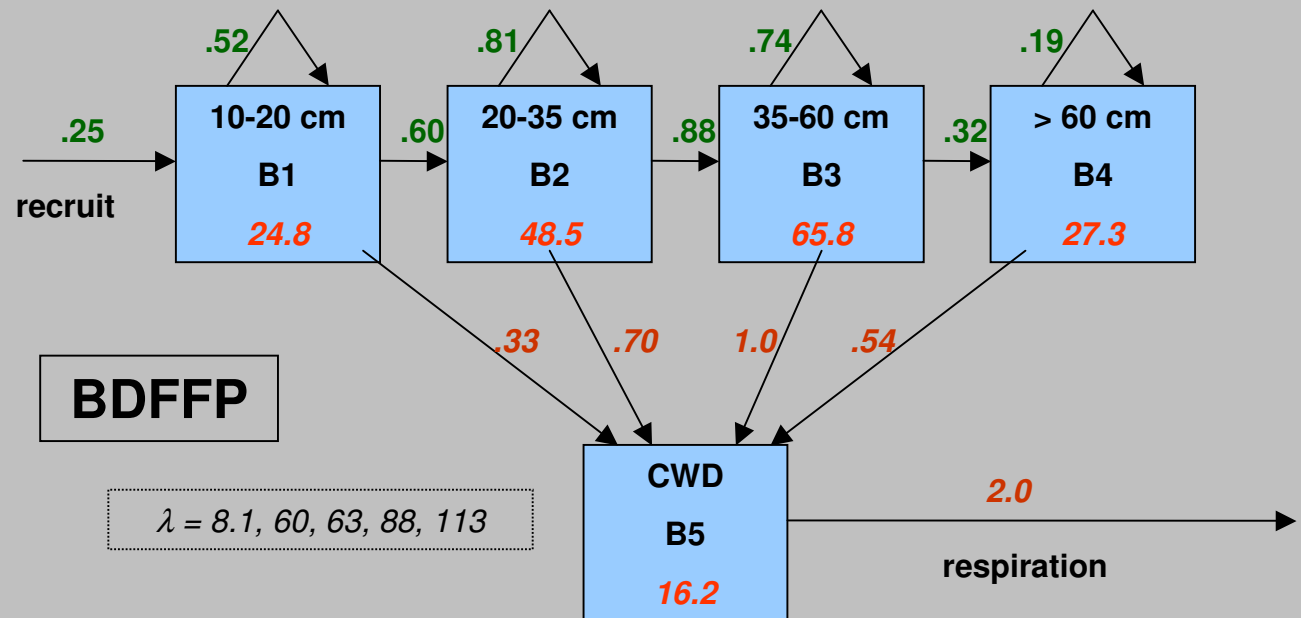 .52
.81
.74
.19
.25
recruit
10-20 cm
B1
24.8
.60
20-35 cm
B2
48.5
.88
35-60 cm
B3
65.8
.32
> 60 cm
B4
27.3
.33
.70
1.0
.54
BDFFP
λ = 8.1, 60, 63, 88, 113
CWD
B5
16.2
2.0
respiration